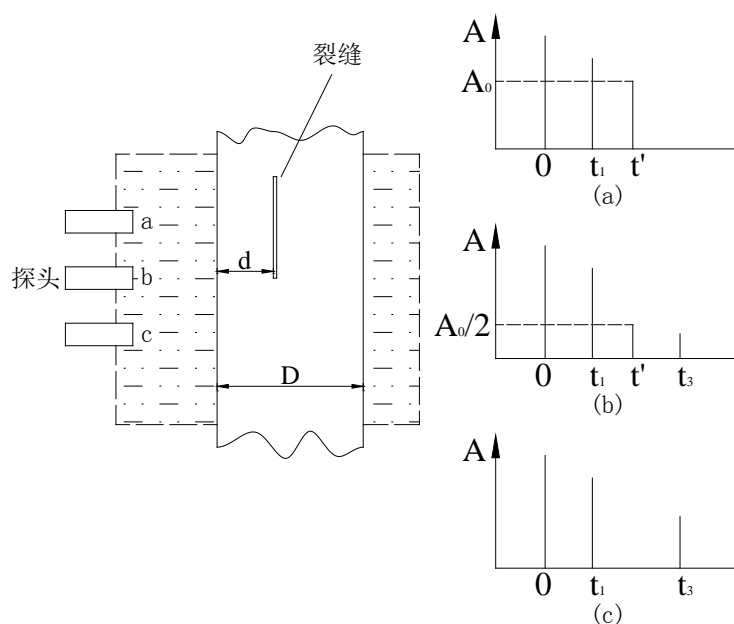 裂缝
a
d
探头
b
c
D
A
A₀
0 t₁ t'
(a)
A
A₀/2
0 t₁ t' t₃
(b)
A
0 t₁ t₃
(c)